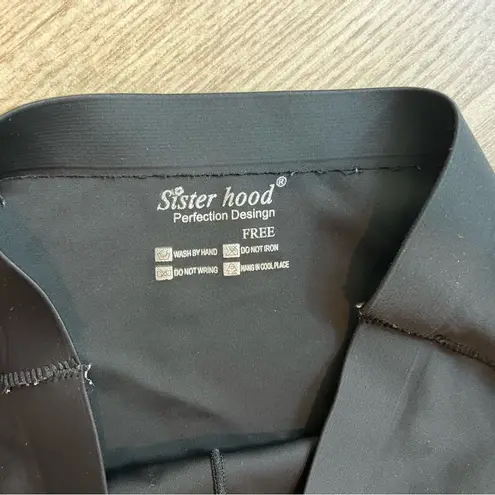 Sister hood®
Perfection Desingn
FREE
WASH BY HAND DO NOT IRON
DO NOT WRING HANG IN COOL PLACE